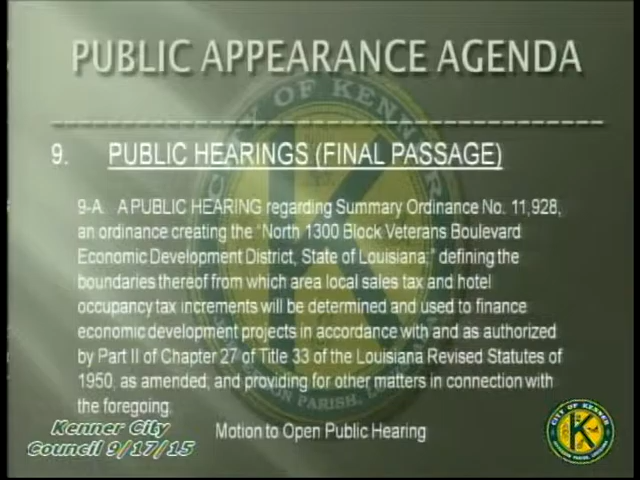 PUBLIC APPEARANCE AGENDA
9. PUBLIC HEARINGS (FINAL PASSAGE)
9-A. A PUBLIC HEARING regarding Summary Ordinance No. 11,928,
an ordinance creating the "North 1300 Block Veterans Boulevard
Economic Development District, State of Louisiana;" defining the
boundaries thereof from which area local sales tax and hotel
occupancy tax increments will be determined and used to finance
economic development projects in accordance with and as authorized
by Part II of Chapter 27 of Title 33 of the Louisiana Revised Statutes of
1950, as amended; and providing for other matters in connection with
the foregoing.
Motion to Open Public Hearing
Kenner City
Council 9/17/15
CITY OF KENNER
K